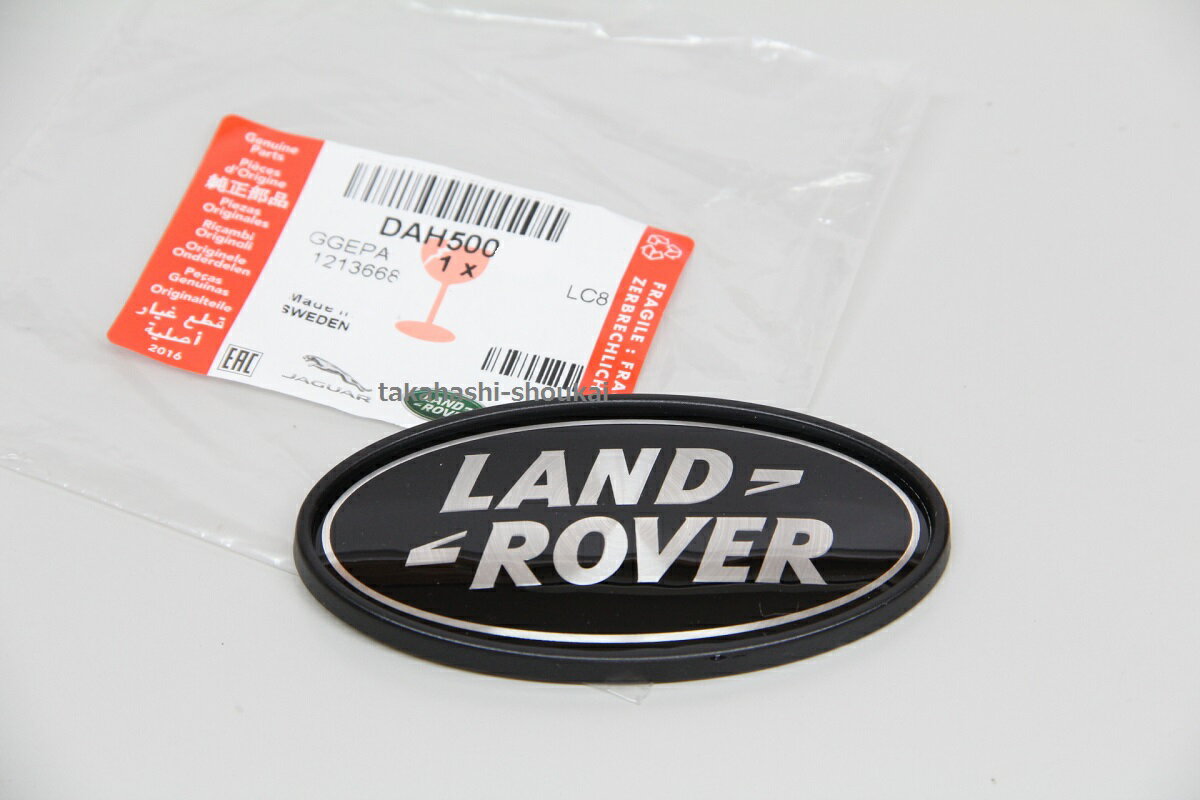 Genuine
Parts
Pièces
d'Origine
純正部品
Piezas
Originales
Ricambi
Originali
Originele
Onderdelen
Peças
Genuinas
Originalteile
قطع غيار
أصلية
2016
DAH500
GGEPA
1 x
1213668
LC8
Made in
SWEDEN
EAC
JAGUAR
LAND
ROVER
FRAGILE : FRA
ZERBRECHLICH
takahashi-shoukai
LAND
ROVER